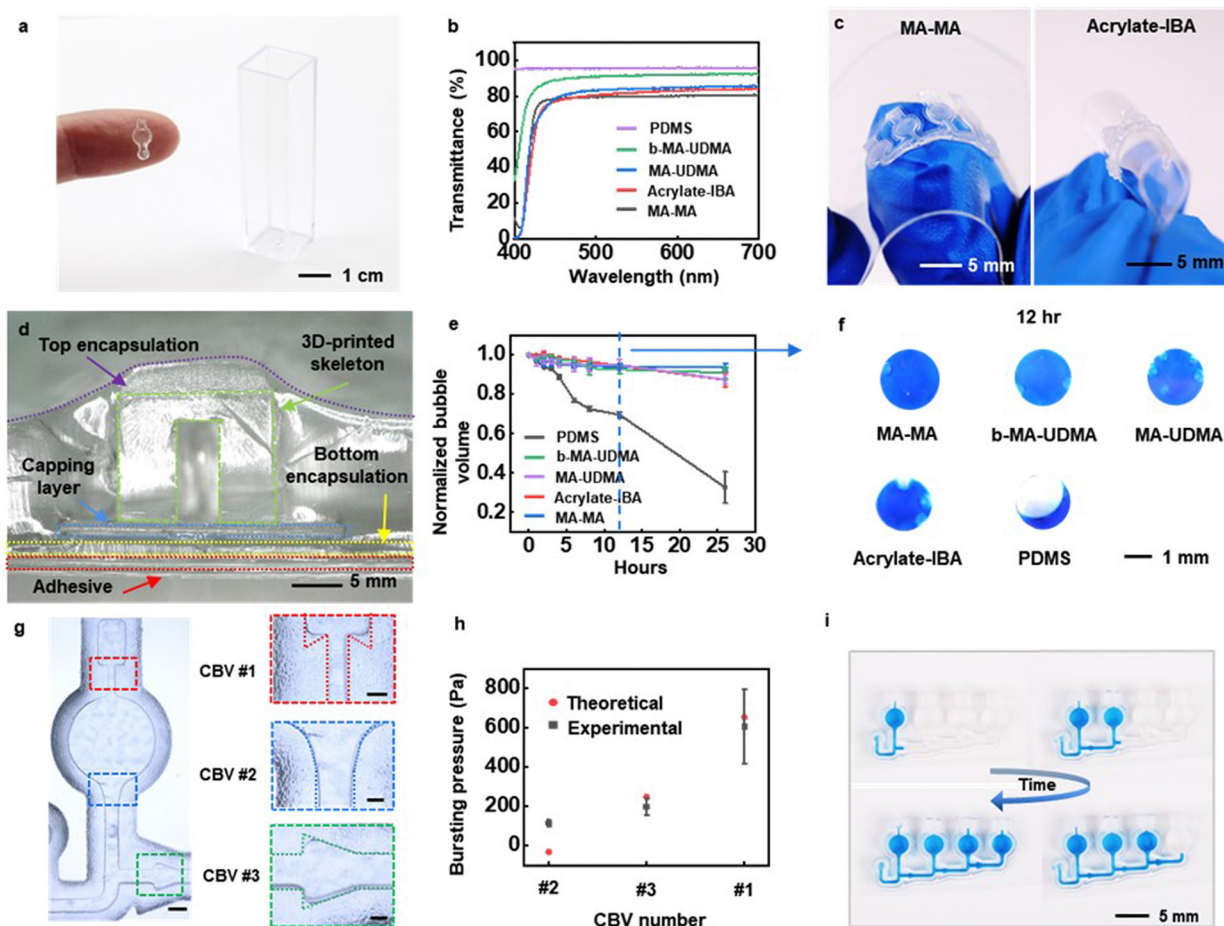 a
1 cm
b
Transmittance (%)
100
80
60
40
20
0
PDMS
b-MA-UDMA
MA-UDMA
Acrylate-IBA
MA-MA
400
500
600
700
Wavelength (nm)
c
MA-MA
Acrylate-IBA
5 mm
5 mm
d
Top encapsulation
3D-printed
skeleton
Capping
layer
Bottom
encapsulation
Adhesive
5 mm
e
Normalized bubble
volume
1.0
0.8
0.6
0.4
0.2
PDMS
b-MA-UDMA
MA-UDMA
Acrylate-IBA
MA-MA
0
5
10
15
20
25
30
Hours
f
12 hr
MA-MA
b-MA-UDMA
MA-UDMA
Acrylate-IBA
PDMS
1 mm
g
CBV #1
CBV #2
CBV #3
h
Bursting pressure (Pa)
800
600
400
200
0
Theoretical
Experimental
#2
#3
#1
CBV number
i
Time
5 mm